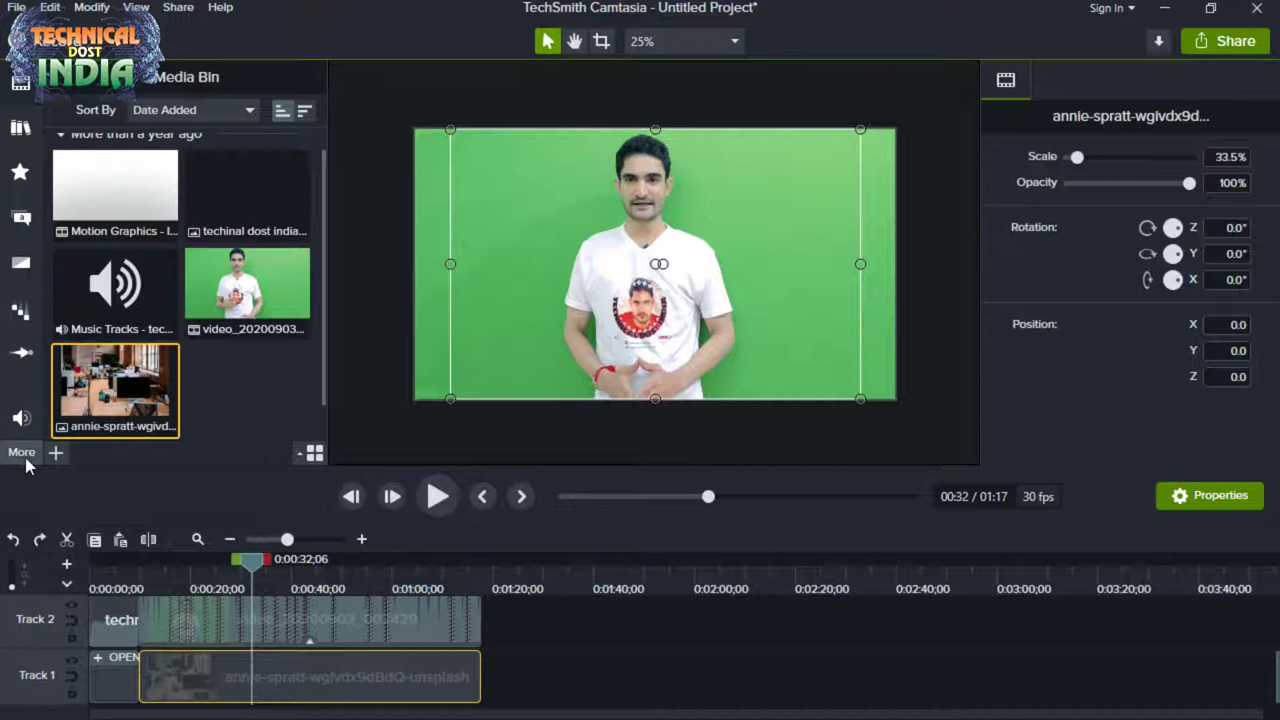 File Edit Modify View Share Help
TechSmith Camtasia - Untitled Project*
Sign In
TECHNICAL
DOST
INDIA
25%
Share
Media Bin
Sort By Date Added
More than a year ago
Motion Graphics - I...
techinal dost india...
Music Tracks - tec...
video_20200903...
annie-spratt-wgivd...
More
annie-spratt-wgivdx9d...
Scale 33.5%
Opacity 100%
Rotation: Z 0.0°
Y 0.0°
X 0.0°
Position: X 0.0
Y 0.0
Z 0.0
00:32 / 01:17 30 fps
Properties
0:00:32;06
0:00:00;00 0:00:20;00 0:00:40;00 0:01:00;00 0:01:20;00 0:01:40;00 0:02:00;00 0:02:20;00 0:02:40;00 0:03:00;00 0:03:20;00 0:03:40;00
Track 2
techn
Track 1
OPEN
annie-spratt-wgivdx9dBdQ-unsplash